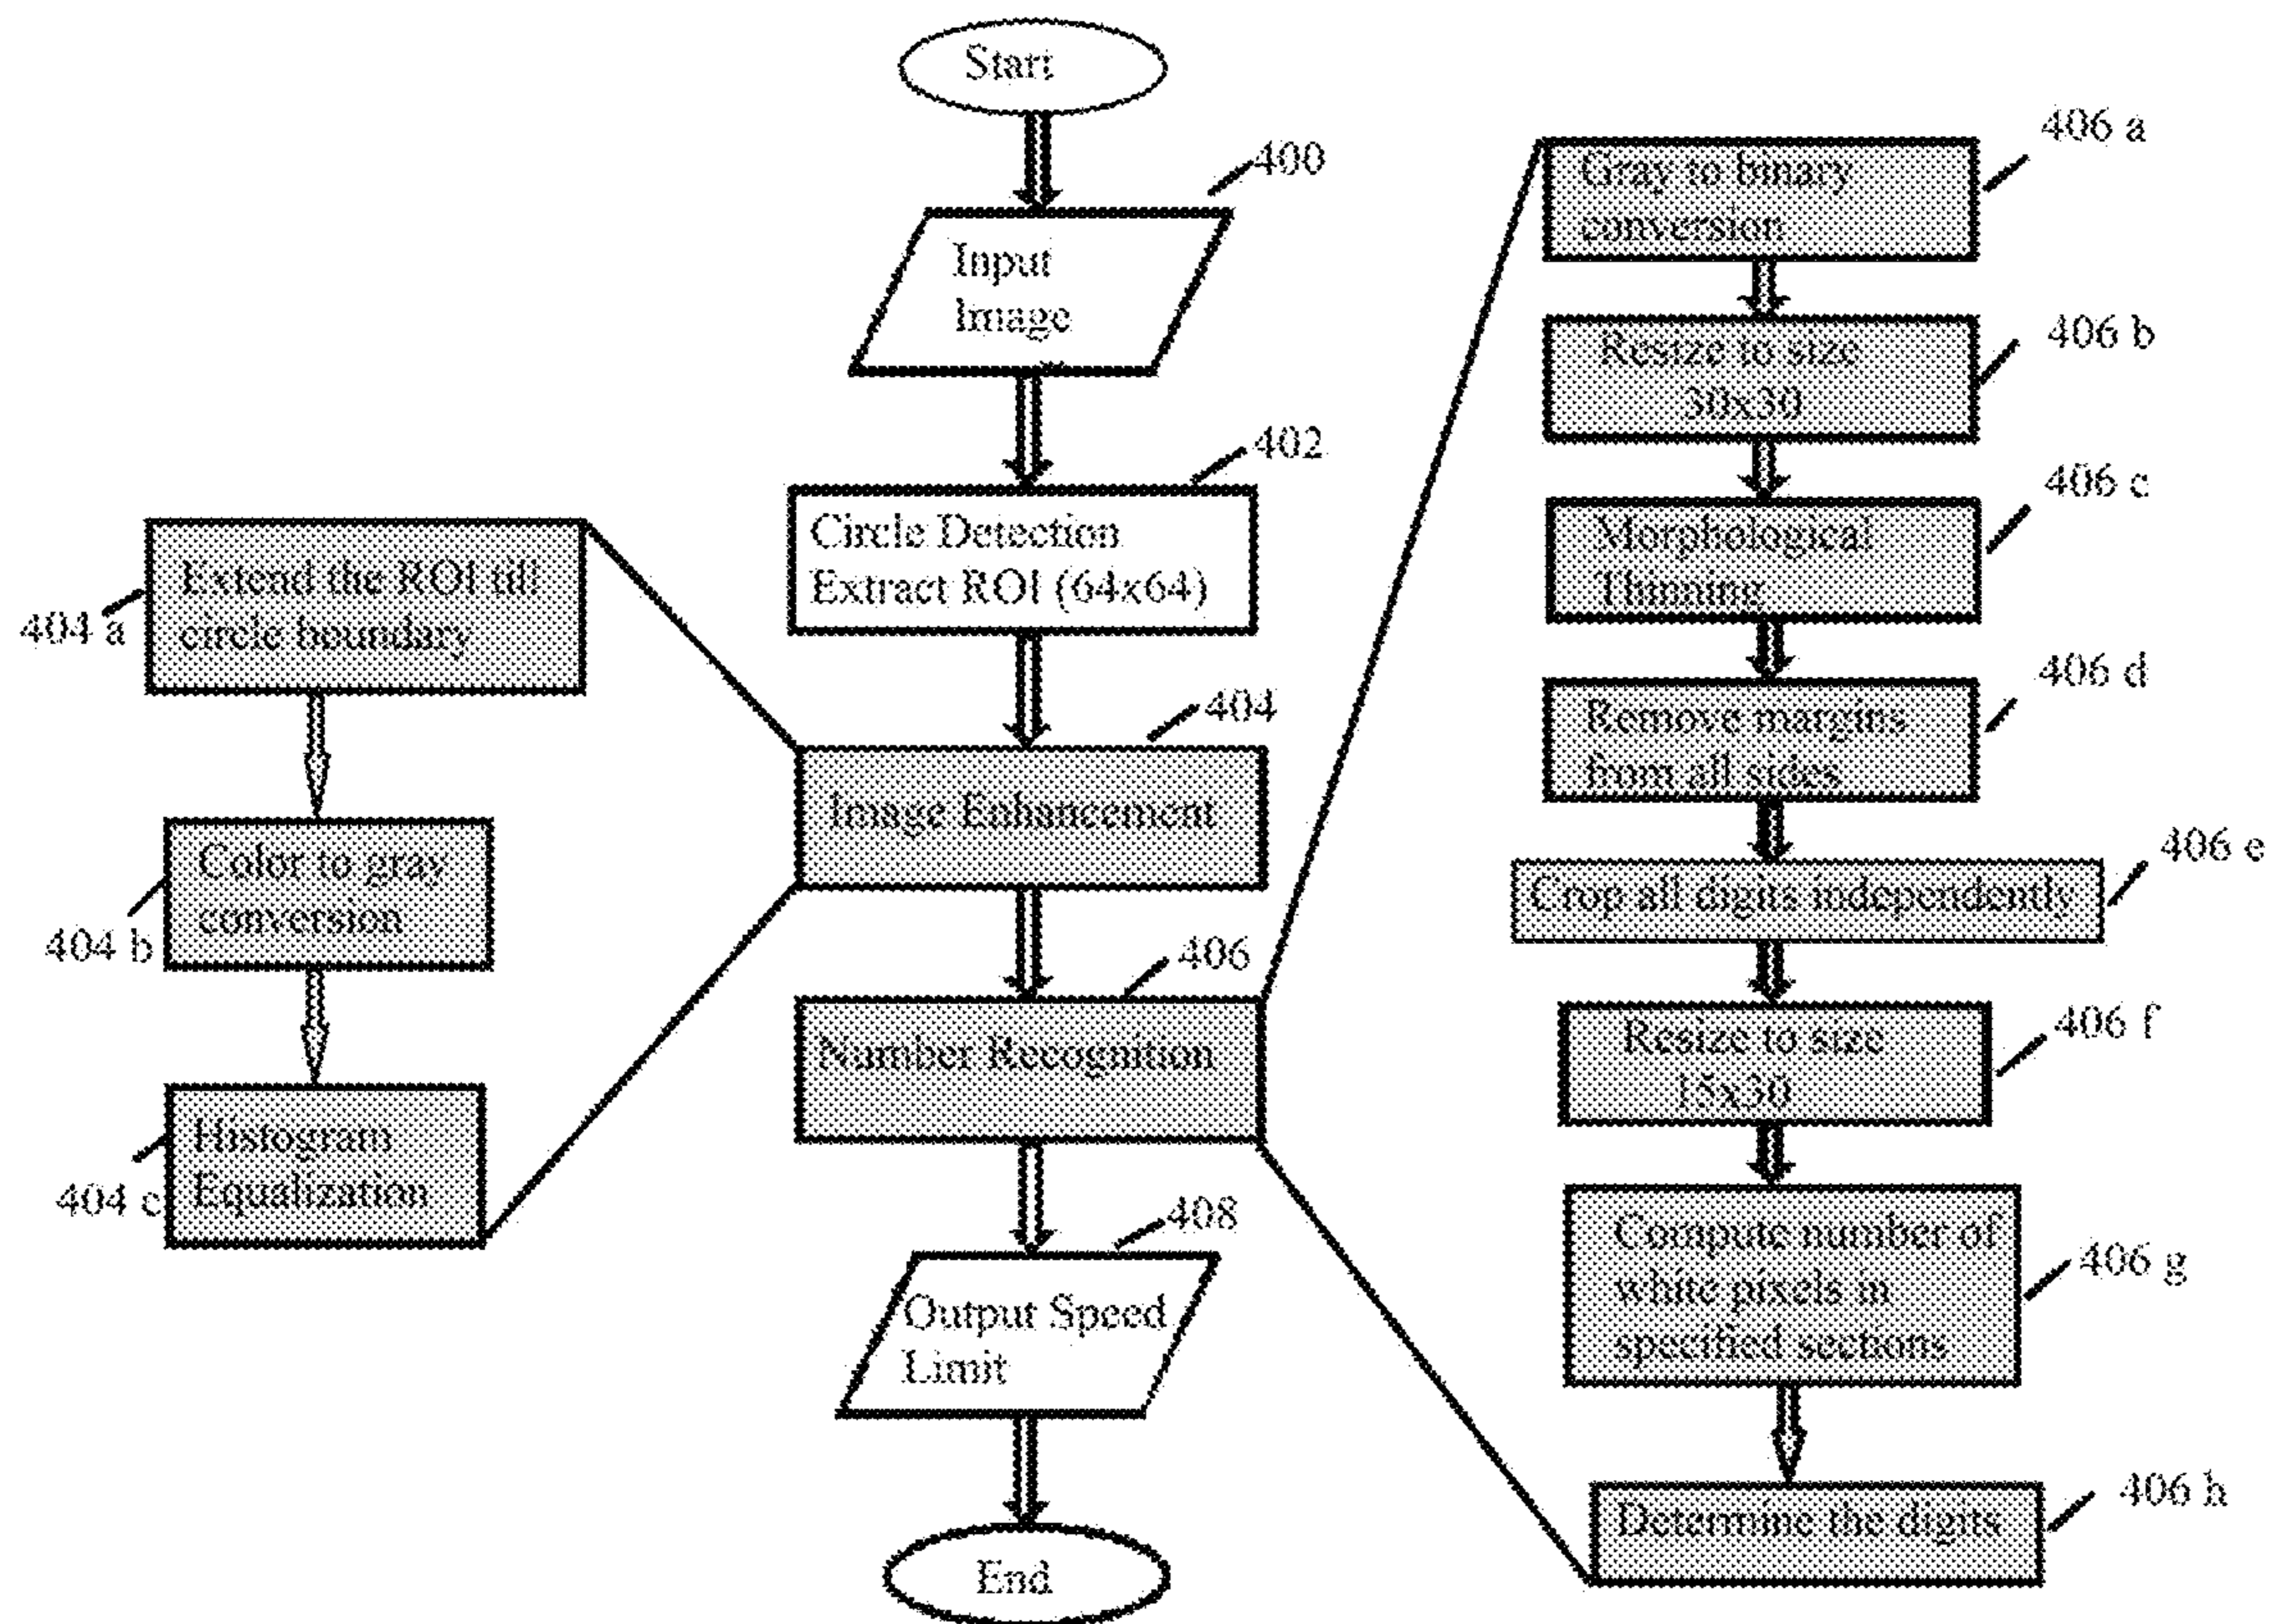 Start
400
Input
Image
402
Circle Detection
Extract ROI (64x64)
404
Image Enhancement
406
Number Recognition
408
Output Speed
Limit
End
Extend the ROI till
circle boundary
404 a
Color to gray
conversion
404 b
Histogram
Equalization
404 c
406 a
Gray to binary
conversion
406 b
Resize to size
30x30
406 c
Morphological
Thinning
406 d
Remove margins
from all sides
406 e
Crop all digits independently
406 f
Resize to size
15x30
406 g
Compute number of
white pixels in
specified sections
406 h
Determine the digits